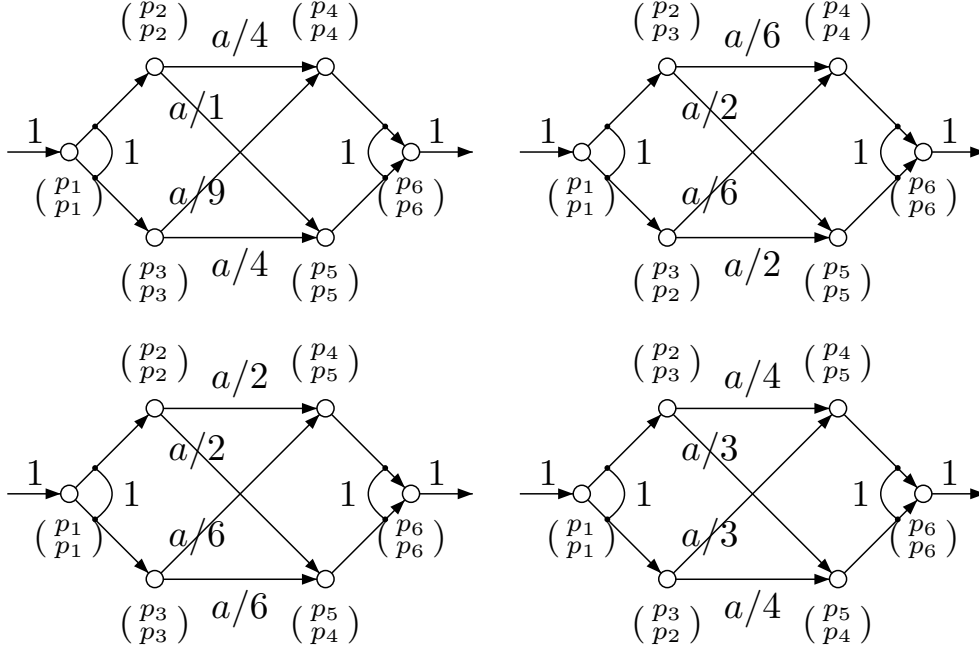 (p₂ p₂) a/4 (p₄ p₄)
1 a/1 1
1 1
(p₁ p₁) a/9 (p₆ p₆)
(p₃ p₃) a/4 (p₅ p₅)
(p₂ p₃) a/6 (p₄ p₄)
1 a/2 1
1 1
(p₁ p₁) a/6 (p₆ p₆)
(p₃ p₂) a/2 (p₅ p₅)
(p₂ p₂) a/2 (p₄ p₅)
1 a/2 1
1 1
(p₁ p₁) a/6 (p₆ p₆)
(p₃ p₃) a/6 (p₅ p₄)
(p₂ p₃) a/4 (p₄ p₅)
1 a/3 1
1 1
(p₁ p₁) a/3 (p₆ p₆)
(p₃ p₂) a/4 (p₅ p₄)